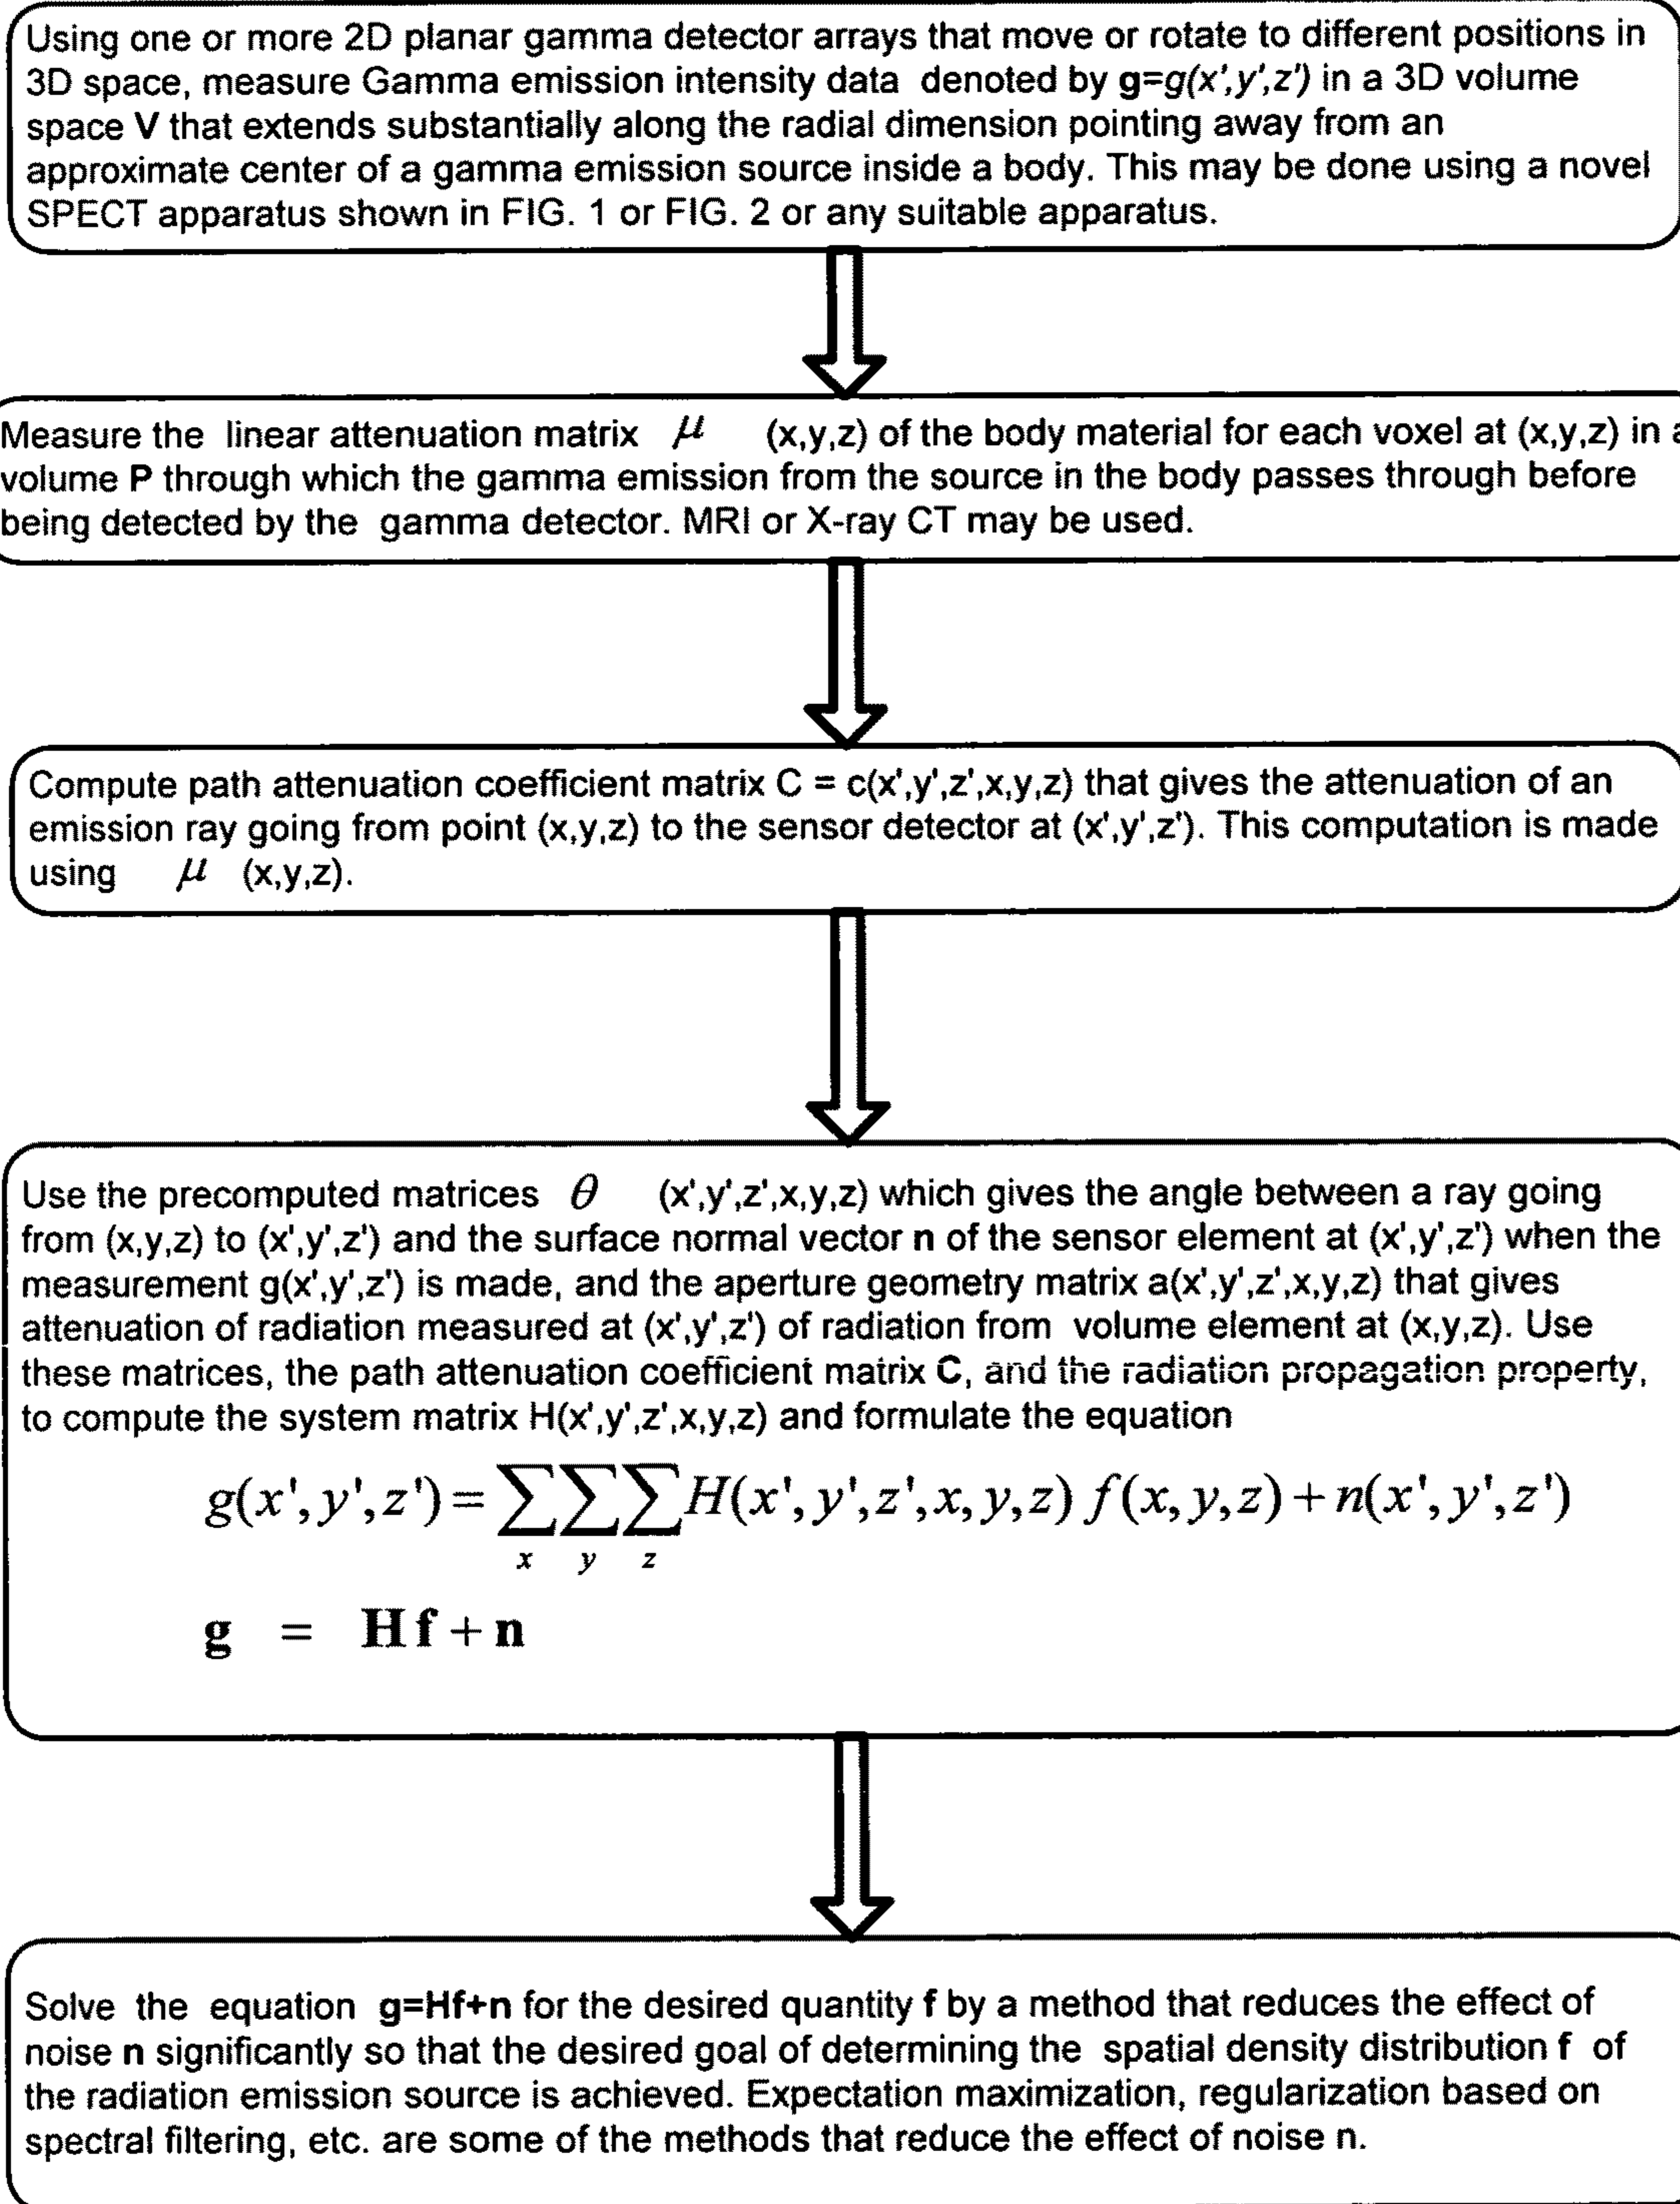 Using one or more 2D planar gamma detector arrays that move or rotate to different positions in
3D space, measure Gamma emission intensity data denoted by g=g(x',y',z') in a 3D volume
space V that extends substantially along the radial dimension pointing away from an
approximate center of a gamma emission source inside a body. This may be done using a novel
SPECT apparatus shown in FIG. 1 or FIG. 2 or any suitable apparatus.
Measure the linear attenuation matrix μ (x,y,z) of the body material for each voxel at (x,y,z) in a
volume P through which the gamma emission from the source in the body passes through before
being detected by the gamma detector. MRI or X-ray CT may be used.
Compute path attenuation coefficient matrix C = c(x',y',z',x,y,z) that gives the attenuation of an
emission ray going from point (x,y,z) to the sensor detector at (x',y',z'). This computation is made
using μ (x,y,z).
Use the precomputed matrices θ (x',y',z',x,y,z) which gives the angle between a ray going
from (x,y,z) to (x',y',z') and the surface normal vector n of the sensor element at (x',y',z') when the
measurement g(x',y',z') is made, and the aperture geometry matrix a(x',y',z',x,y,z) that gives
attenuation of radiation measured at (x',y',z') of radiation from volume element at (x,y,z). Use
these matrices, the path attenuation coefficient matrix C, and the radiation propagation property,
to compute the system matrix H(x',y',z',x,y,z) and formulate the equation
g(x',y',z')=∑∑∑H(x',y',z',x,y,z)f(x,y,z)+n(x',y',z')
x y z
g = Hf+n
Solve the equation g=Hf+n for the desired quantity f by a method that reduces the effect of
noise n significantly so that the desired goal of determining the spatial density distribution f of
the radiation emission source is achieved. Expectation maximization, regularization based on
spectral filtering, etc. are some of the methods that reduce the effect of noise n.